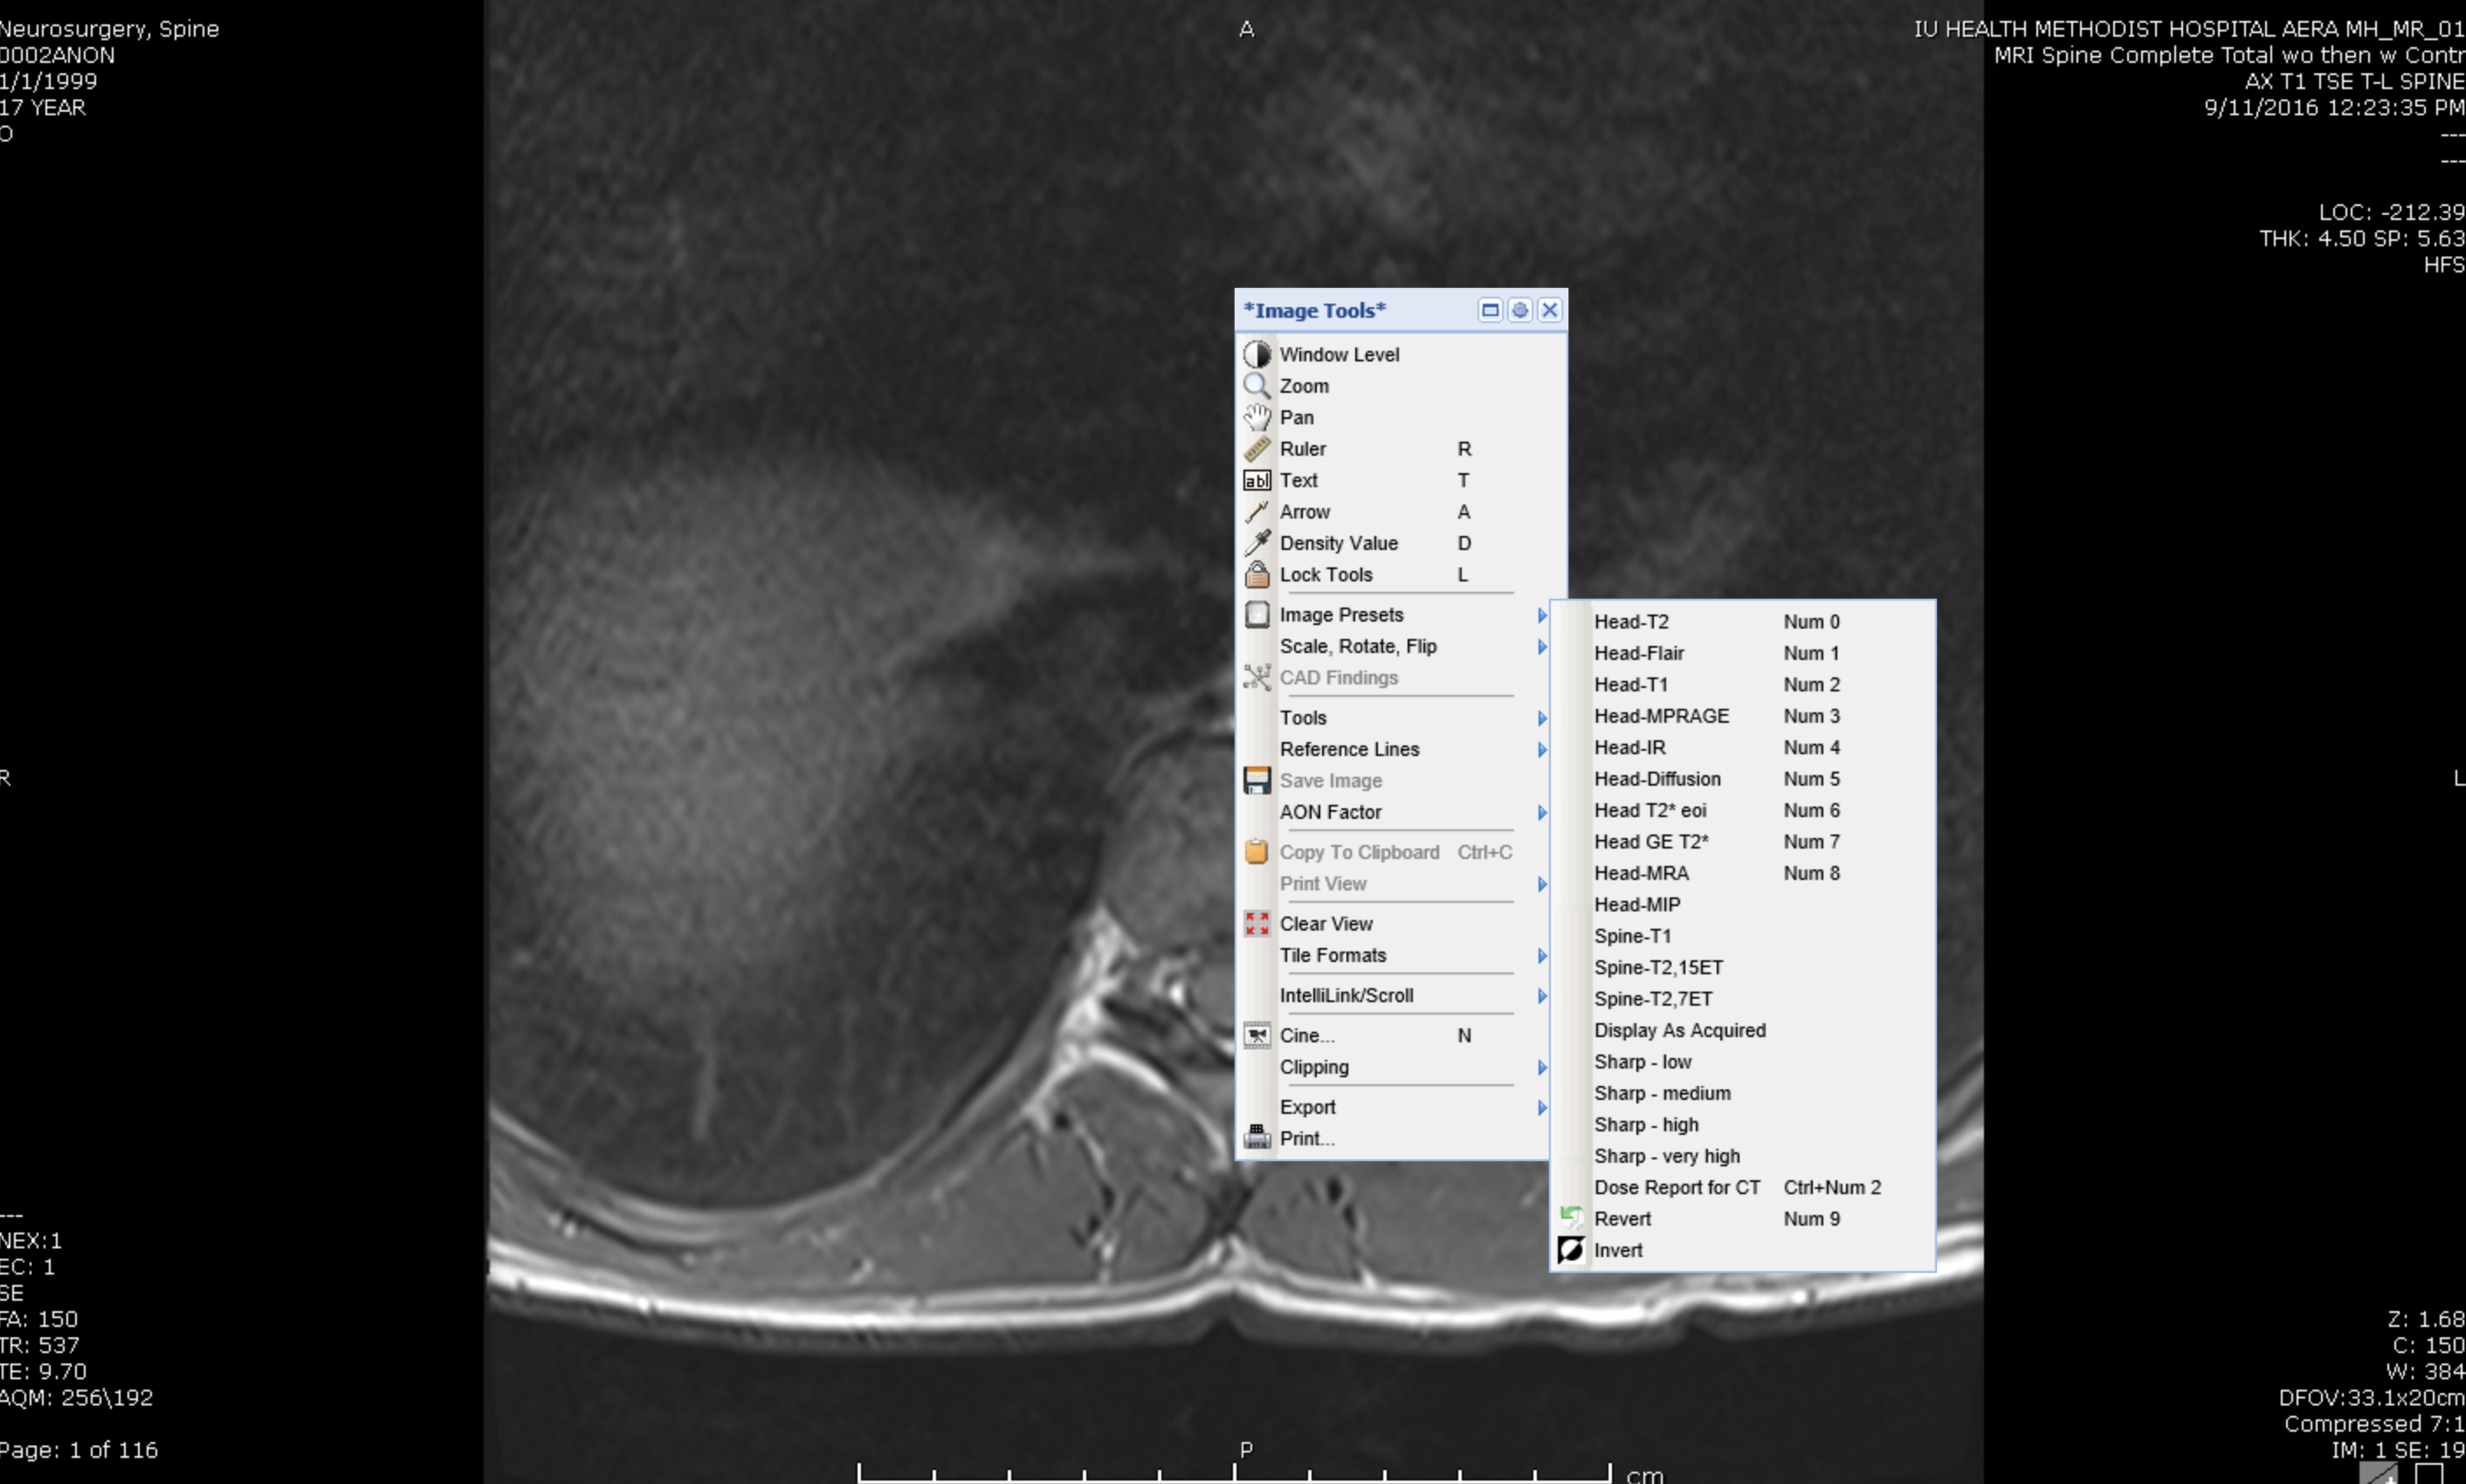 Neurosurgery, Spine
0002ANON
1/1/1999
17 YEAR
O
A
IU HEALTH METHODIST HOSPITAL AERA MH_MR_01
MRI Spine Complete Total wo then w Contr
AX T1 TSE T-L SPINE
9/11/2016 12:23:35 PM
---
---
LOC: -212.39
THK: 4.50 SP: 5.63
HFS
*Image Tools*
Window Level
Zoom
Pan
Ruler R
abl Text T
Arrow A
Density Value D
Lock Tools L
Image Presets
Scale, Rotate, Flip
CAD Findings
Tools
Reference Lines
Save Image
AON Factor
Copy To Clipboard Ctrl+C
Print View
Clear View
Tile Formats
IntelliLink/Scroll
Cine... N
Clipping
Export
Print...
Head-T2 Num 0
Head-Flair Num 1
Head-T1 Num 2
Head-MPRAGE Num 3
Head-IR Num 4
Head-Diffusion Num 5
Head T2* eoi Num 6
Head GE T2* Num 7
Head-MRA Num 8
Head-MIP
Spine-T1
Spine-T2,15ET
Spine-T2,7ET
Display As Acquired
Sharp - low
Sharp - medium
Sharp - high
Sharp - very high
Dose Report for CT Ctrl+Num 2
Revert Num 9
Invert
R
L
---
NEX:1
EC: 1
SE
FA: 150
TR: 537
TE: 9.70
AQM: 256\192
Page: 1 of 116
P
cm
Z: 1.68
C: 150
W: 384
DFOV:33.1x20cm
Compressed 7:1
IM: 1 SE: 19